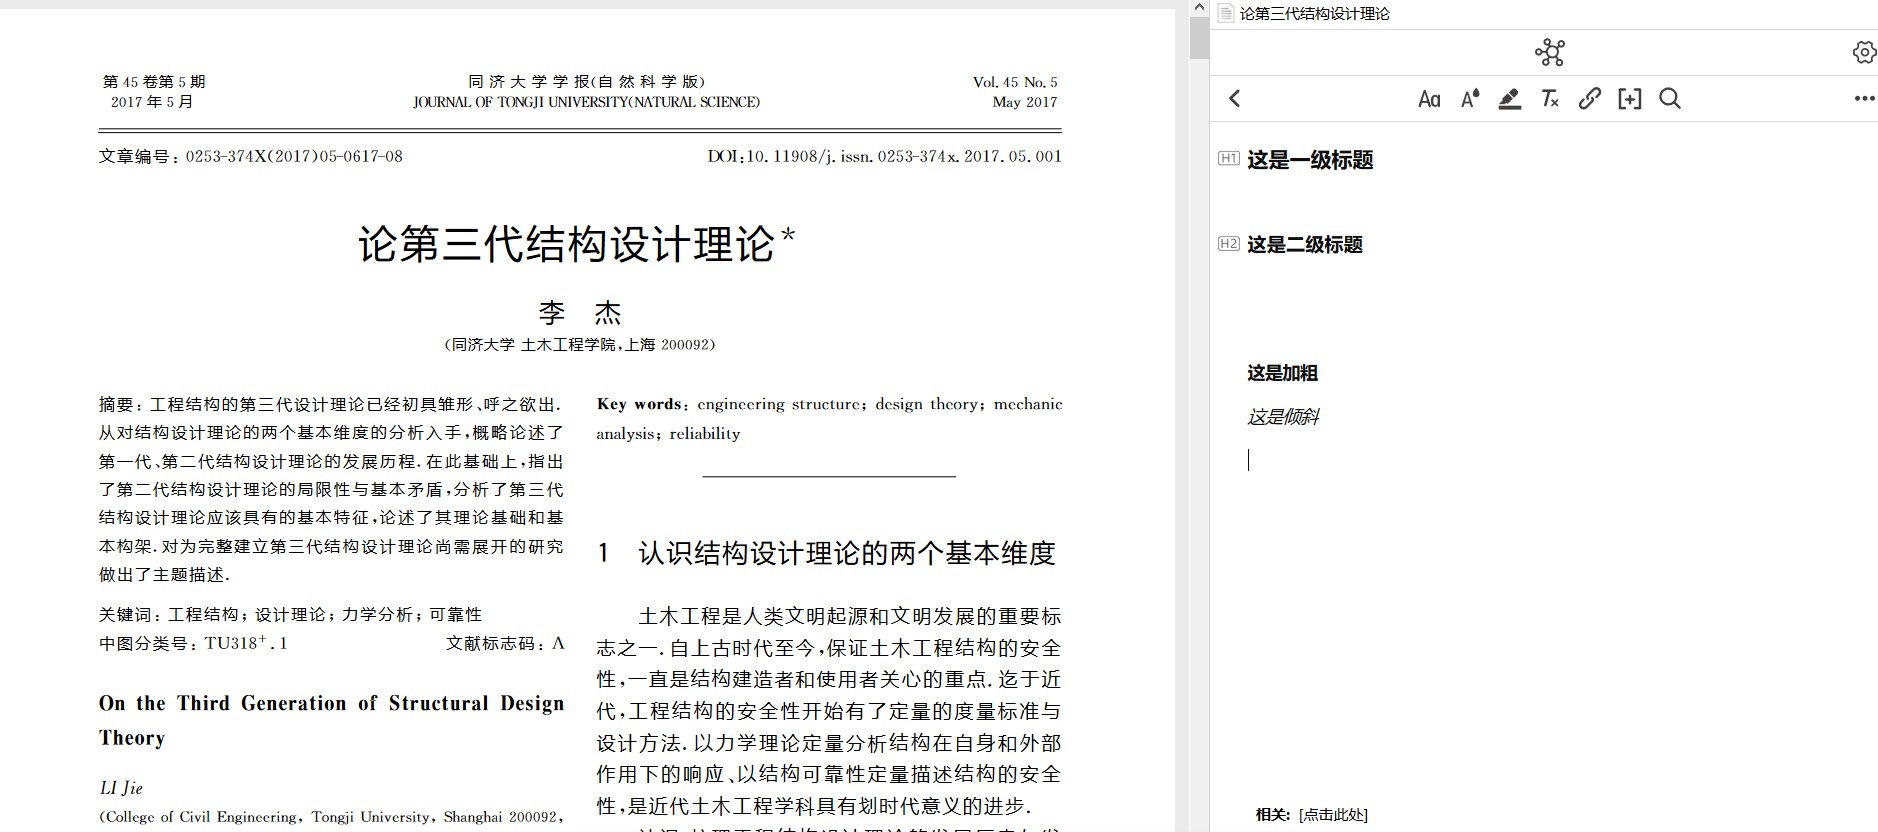 第 45 卷第 5 期
2017 年 5 月
同 济 大 学 学 报(自 然 科 学 版)
JOURNAL OF TONGJI UNIVERSITY(NATURAL SCIENCE)
Vol. 45 No. 5
May 2017
文章编号: 0253-374X(2017)05-0617-08
DOI:10. 11908/j. issn. 0253-374x. 2017. 05. 001
论第三代结构设计理论*
李 杰
(同济大学 土木工程学院,上海 200092)
摘要: 工程结构的第三代设计理论已经初具雏形、呼之欲出.
从对结构设计理论的两个基本维度的分析入手,概略论述了
第一代、第二代结构设计理论的发展历程. 在此基础上,指出
了第二代结构设计理论的局限性与基本矛盾,分析了第三代
结构设计理论应该具有的基本特征,论述了其理论基础和基
本构架. 对为完整建立第三代结构设计理论尚需展开的研究
做出了主题描述.
关键词: 工程结构; 设计理论; 力学分析; 可靠性
中图分类号: TU318⁺. 1
文献标志码: A
On the Third Generation of Structural Design
Theory
LI Jie
(College of Civil Engineering, Tongji University, Shanghai 200092,
Key words: engineering structure; design theory; mechanic
analysis; reliability
1 认识结构设计理论的两个基本维度
土木工程是人类文明起源和文明发展的重要标
志之一. 自上古时代至今,保证土木工程结构的安全
性,一直是结构建造者和使用者关心的重点. 迄于近
代,工程结构的安全性开始有了定量的度量标准与
设计方法. 以力学理论定量分析结构在自身和外部
作用下的响应、以结构可靠性定量描述结构的安全
性,是近代土木工程学科具有划时代意义的进步.
论第三代结构设计理论
Aa
H1 这是一级标题
H2 这是二级标题
这是加粗
这是倾斜
相关: [点击此处]